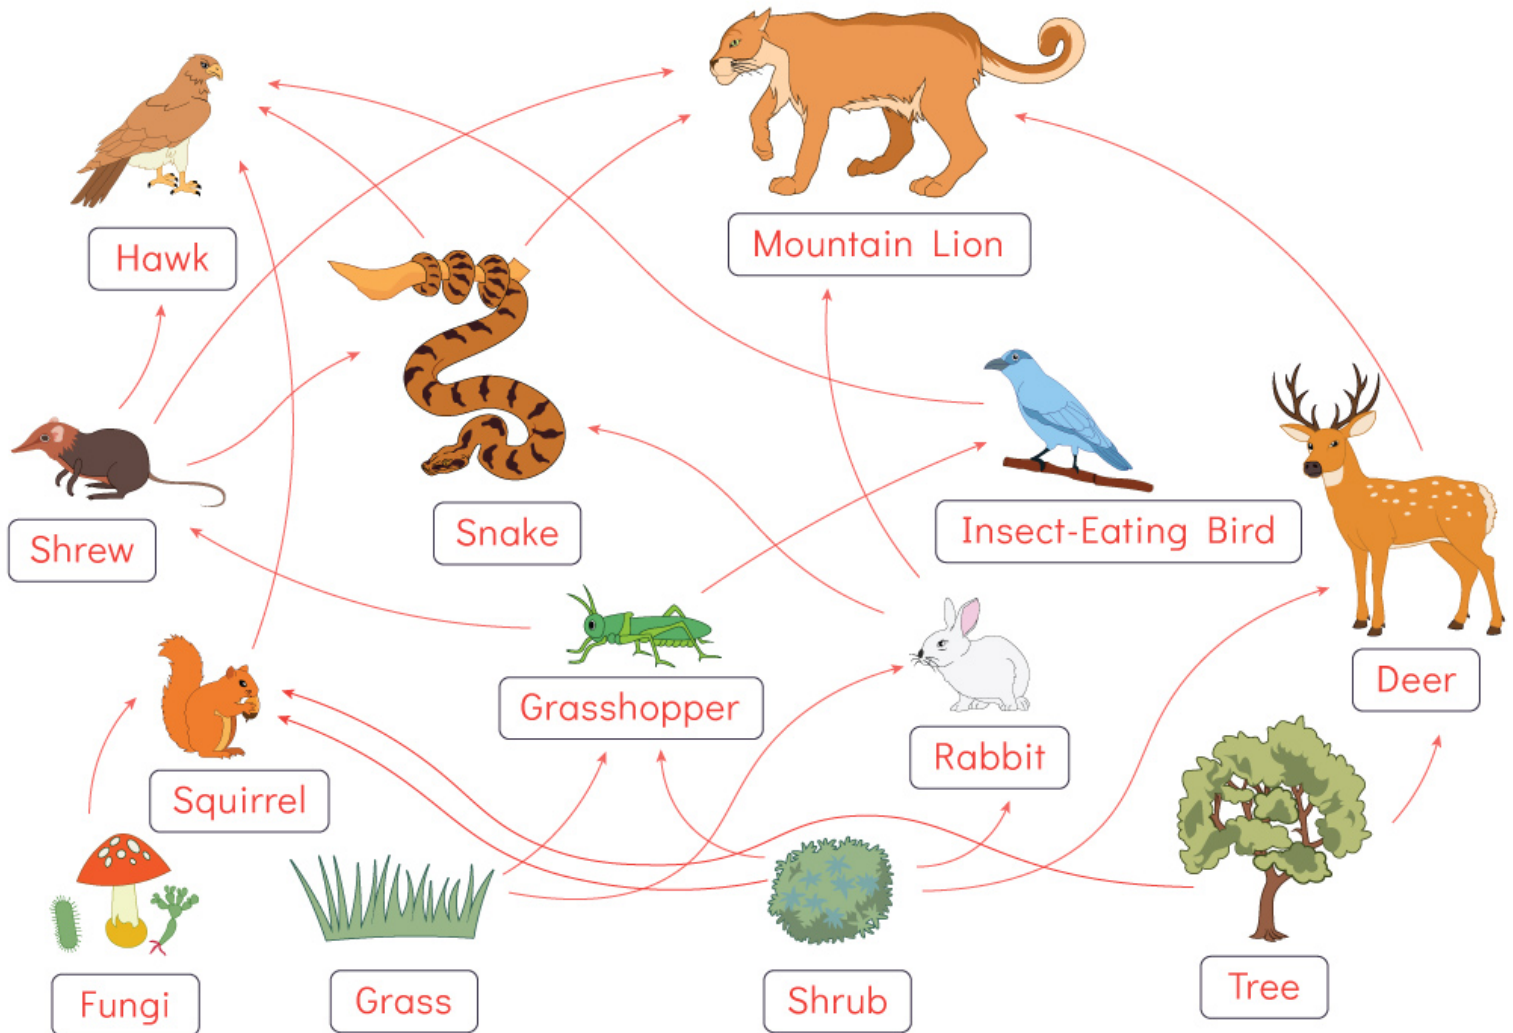 Hawk
Mountain Lion
Shrew
Snake
Insect-Eating Bird
Deer
Grasshopper
Rabbit
Squirrel
Fungi
Grass
Shrub
Tree